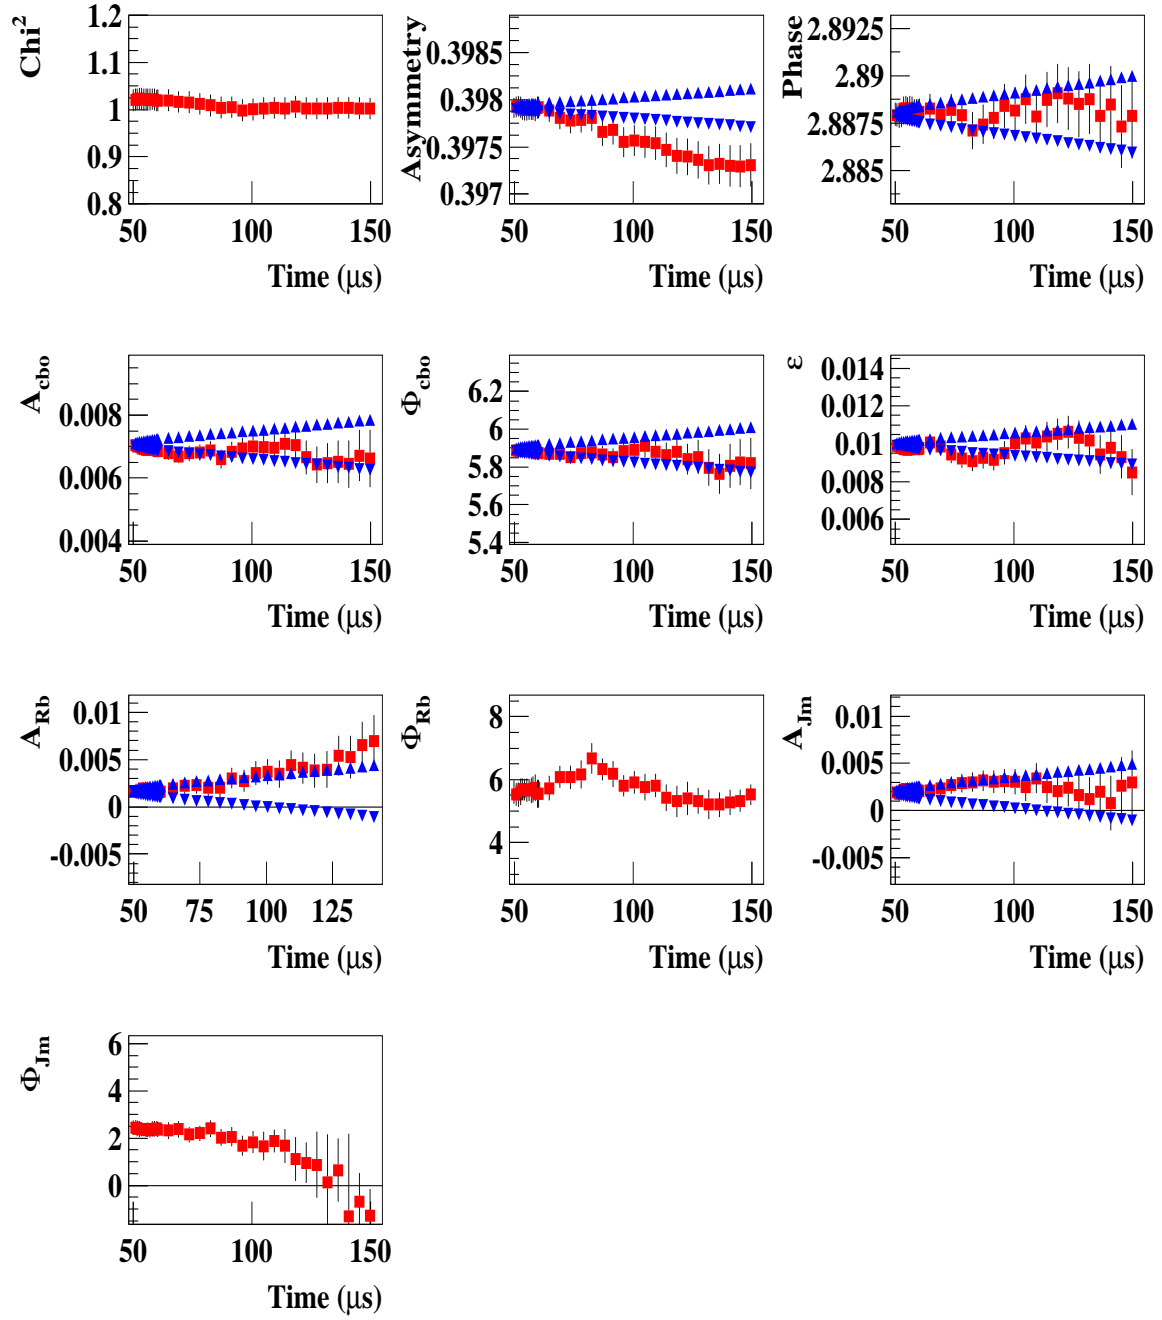 Chi²
1.2
1.1
1
0.9
0.8
50 100 150
Time (μs)
Asymmetry
0.3985
0.398
0.3975
0.397
50 100 150
Time (μs)
Phase
2.8925
2.89
2.8875
2.885
50 100 150
Time (μs)
A_cbo
0.008
0.006
0.004
50 100 150
Time (μs)
Φ_cbo
6.2
6
5.8
5.6
5.4
50 100 150
Time (μs)
ε
0.014
0.012
0.01
0.008
0.006
50 100 150
Time (μs)
A_Rb
0.01
0.005
0
-0.005
50 75 100 125
Time (μs)
Φ_Rb
8
6
4
50 100 150
Time (μs)
A_Jm
0.01
0.005
0
-0.005
50 100 150
Time (μs)
Φ_Jm
6
4
2
0
50 100 150
Time (μs)